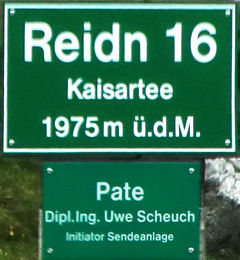 Reidn 16
Kaisartee
1975m ü.d.M.
Pate
Dipl.Ing. Uwe Scheuch
Initiator Sendeanlage